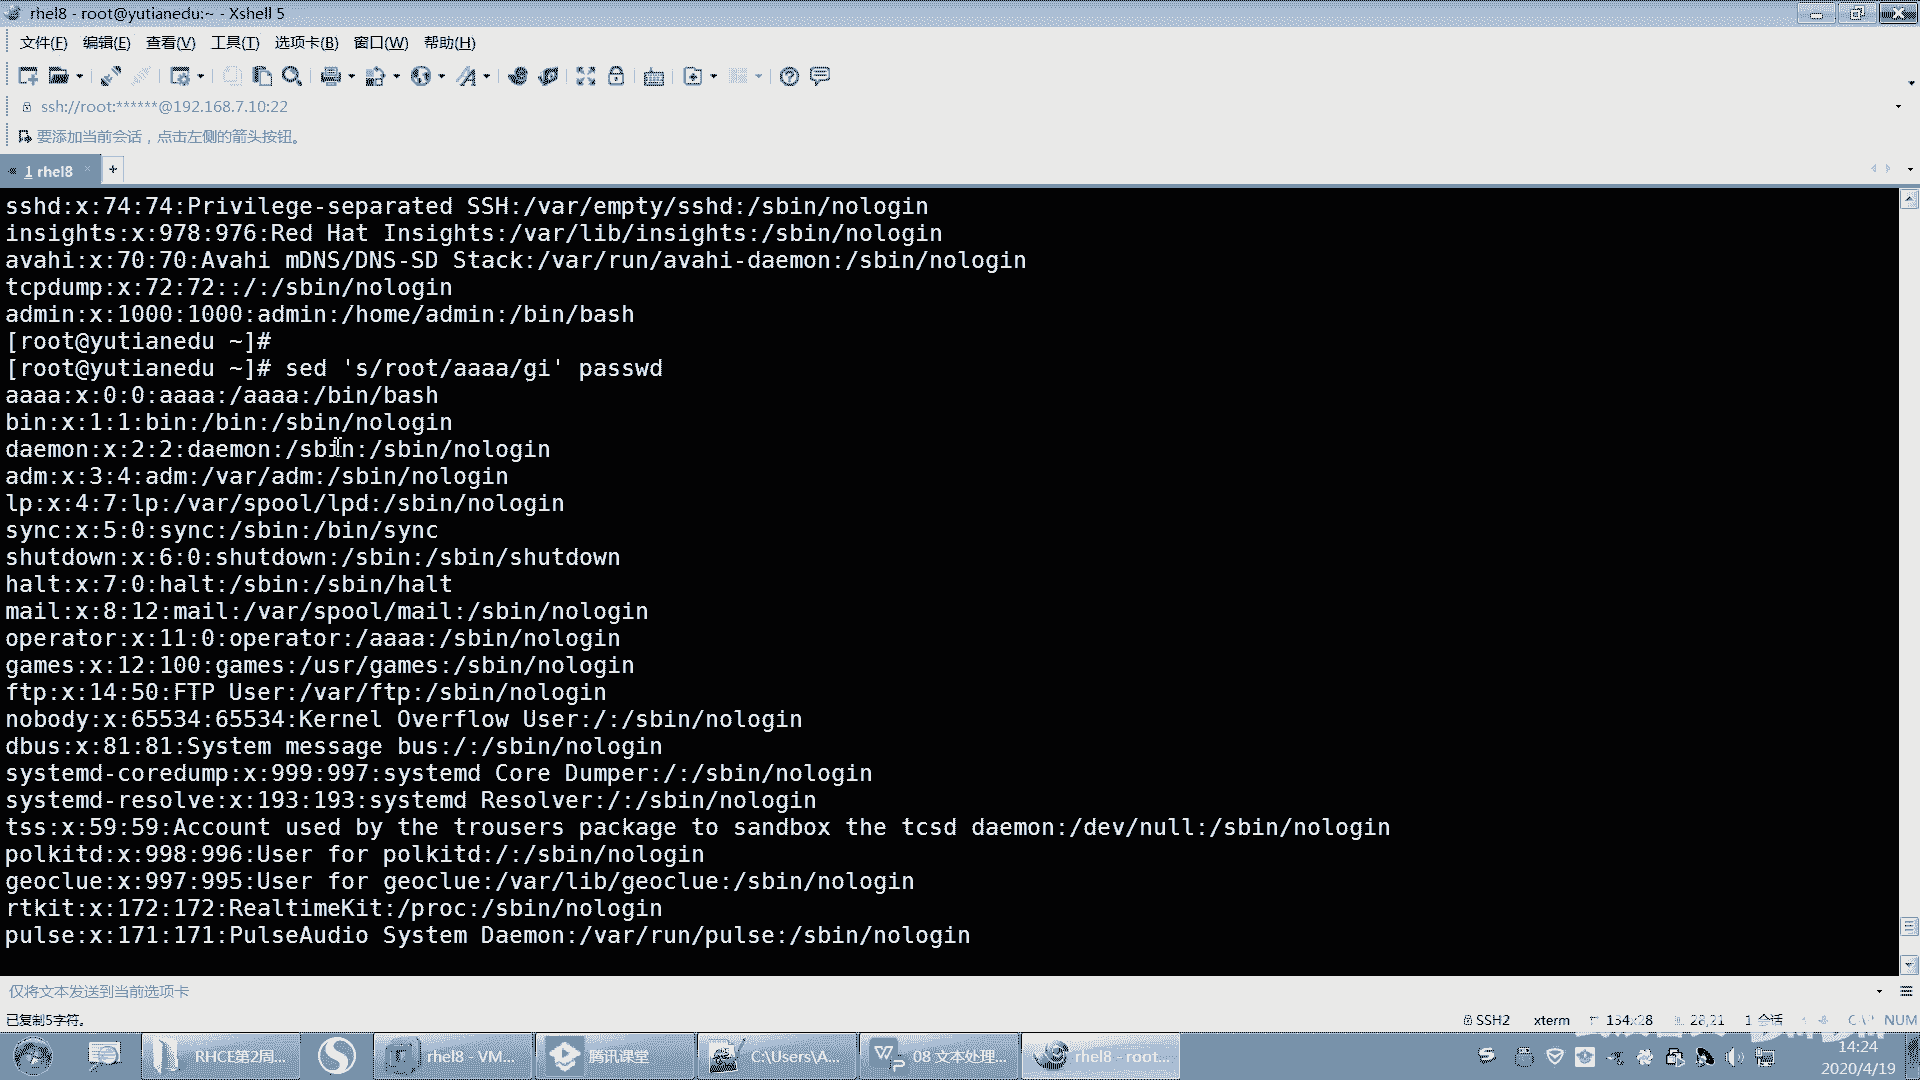 rhel8 - root@yutianedu:~ - Xshell 5
文件(F) 编辑(E) 查看(V) 工具(T) 选项卡(B) 窗口(W) 帮助(H)
ssh://root:******@192.168.7.10:22
要添加当前会话，点击左侧的箭头按钮。
1 rhel8
sshd:x:74:74:Privilege-separated SSH:/var/empty/sshd:/sbin/nologin
insights:x:978:976:Red Hat Insights:/var/lib/insights:/sbin/nologin
avahi:x:70:70:Avahi mDNS/DNS-SD Stack:/var/run/avahi-daemon:/sbin/nologin
tcpdump:x:72:72::/:/sbin/nologin
admin:x:1000:1000:admin:/home/admin:/bin/bash
[root@yutianedu ~]#
[root@yutianedu ~]# sed 's/root/aaaa/gi' passwd
aaaa:x:0:0:aaaa:/aaaa:/bin/bash
bin:x:1:1:bin:/bin:/sbin/nologin
daemon:x:2:2:daemon:/sbin:/sbin/nologin
adm:x:3:4:adm:/var/adm:/sbin/nologin
lp:x:4:7:lp:/var/spool/lpd:/sbin/nologin
sync:x:5:0:sync:/sbin:/bin/sync
shutdown:x:6:0:shutdown:/sbin:/sbin/shutdown
halt:x:7:0:halt:/sbin:/sbin/halt
mail:x:8:12:mail:/var/spool/mail:/sbin/nologin
operator:x:11:0:operator:/aaaa:/sbin/nologin
games:x:12:100:games:/usr/games:/sbin/nologin
ftp:x:14:50:FTP User:/var/ftp:/sbin/nologin
nobody:x:65534:65534:Kernel Overflow User:/:/sbin/nologin
dbus:x:81:81:System message bus:/:/sbin/nologin
systemd-coredump:x:999:997:systemd Core Dumper:/:/sbin/nologin
systemd-resolve:x:193:193:systemd Resolver:/:/sbin/nologin
tss:x:59:59:Account used by the trousers package to sandbox the tcsd daemon:/dev/null:/sbin/nologin
polkitd:x:998:996:User for polkitd:/:/sbin/nologin
geoclue:x:997:995:User for geoclue:/var/lib/geoclue:/sbin/nologin
rtkit:x:172:172:RealtimeKit:/proc:/sbin/nologin
pulse:x:171:171:PulseAudio System Daemon:/var/run/pulse:/sbin/nologin
仅将文本发送到当前选项卡
已复制5字符。 SSH2 xterm 154x28 28,21 1 会话 NUM
RHCE第2周... rhel8 - VM... 腾讯课堂 C:\Users\A... 08 文本处理... rhel8 - root... 14:24
2020/4/19